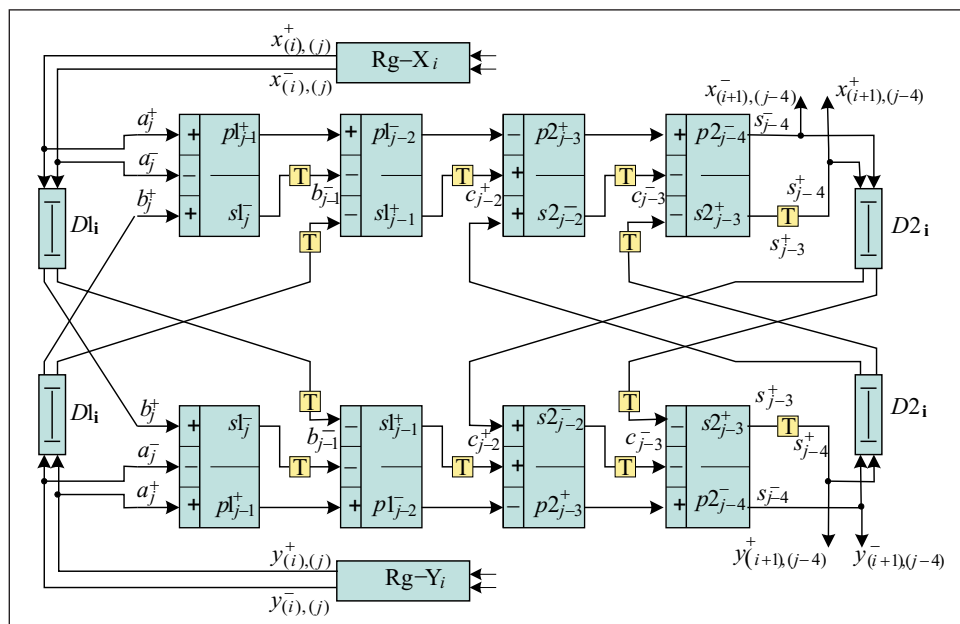 x⁺₍ᵢ₎,₍ⱼ₎
Rg–Xᵢ
x⁻₍ᵢ₎,₍ⱼ₎
x⁻₍ᵢ₊₁₎,₍ⱼ₋₄₎ x⁺₍ᵢ₊₁₎,₍ⱼ₋₄₎
a⁺ⱼ + p1⁺ⱼ₋₁ + p1⁻ⱼ₋₂ − p2⁺ⱼ₋₃ + p2⁻ⱼ₋₄ s⁻ⱼ₋₄
a⁻ⱼ − T b⁻ⱼ₋₁ − T c⁺ⱼ₋₂ + T c⁻ⱼ₋₃ − s⁺ⱼ₋₄
b⁺ⱼ + s1⁻ⱼ − s1⁺ⱼ₋₁ + s2⁻ⱼ₋₂ − s2⁺ⱼ₋₃ T
D1ᵢ T T s⁺ⱼ₋₃ D2ᵢ
D1ᵢ T T s⁺ⱼ₋₃ D2ᵢ
b⁺ⱼ + s1⁻ⱼ − s1⁺ⱼ₋₁ + s2⁻ⱼ₋₂ − s2⁺ⱼ₋₃ T s⁺ⱼ₋₄
a⁻ⱼ − T b⁻ⱼ₋₁ − T c⁺ⱼ₋₂ + T c⁻ⱼ₋₃ −
a⁺ⱼ + p1⁺ⱼ₋₁ + p1⁻ⱼ₋₂ − p2⁺ⱼ₋₃ + p2⁻ⱼ₋₄ s⁻ⱼ₋₄
y⁺₍ᵢ₎,₍ⱼ₎
y⁺₍ᵢ₊₁₎,₍ⱼ₋₄₎ y⁻₍ᵢ₊₁₎,₍ⱼ₋₄₎
Rg–Yᵢ
y⁻₍ᵢ₎,₍ⱼ₎